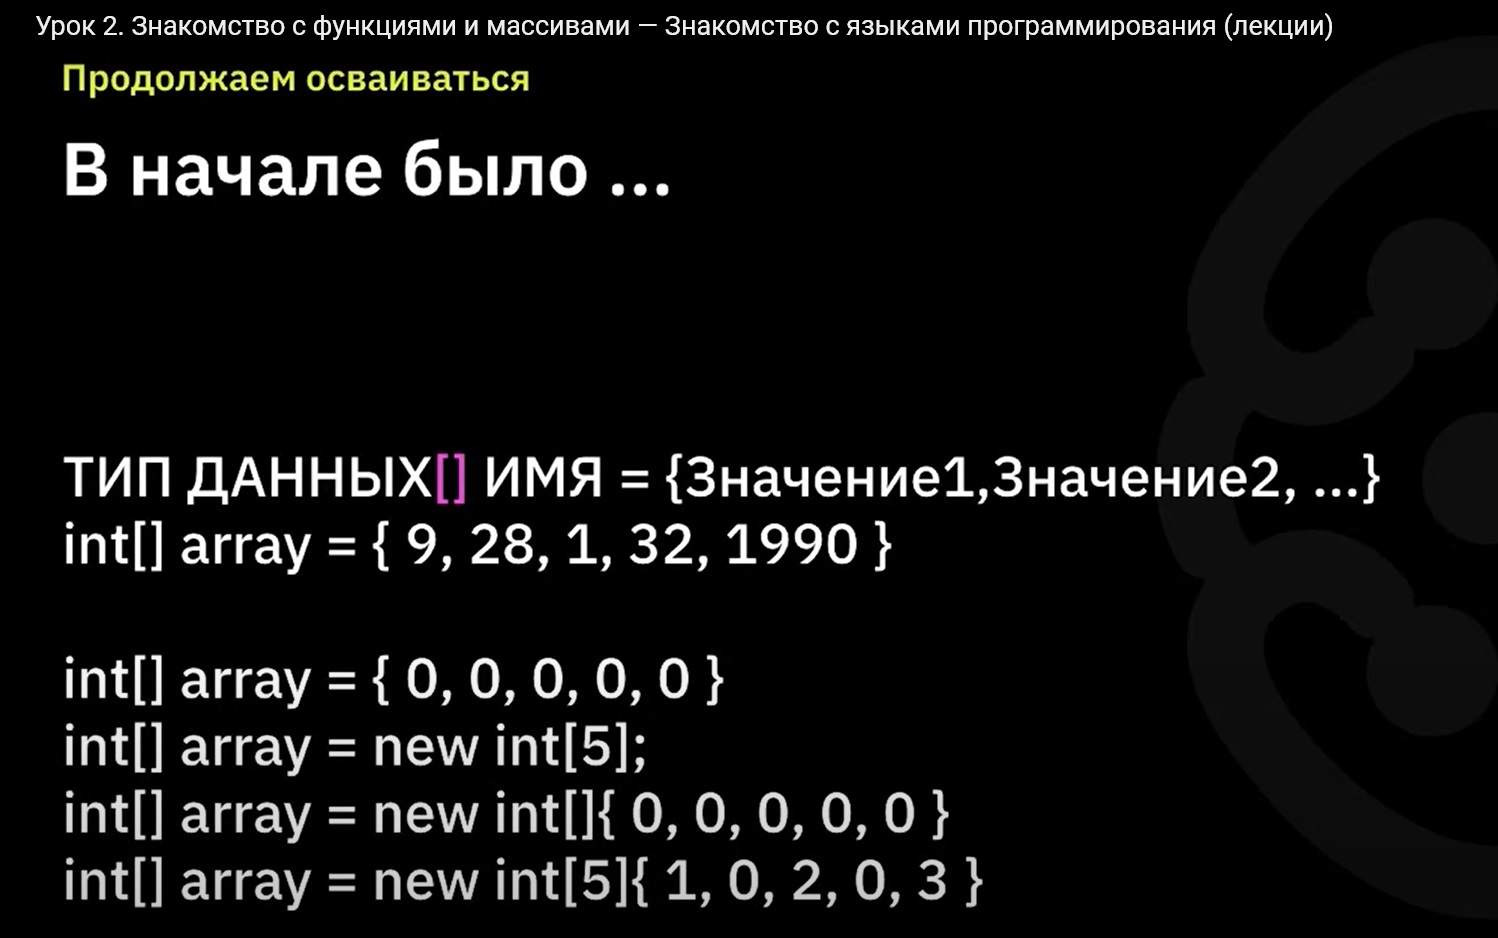 Урок 2. Знакомство с функциями и массивами — Знакомство с языками программирования (лекции)
Продолжаем осваиваться
В начале было ...
ТИП ДАННЫХ[] ИМЯ = {Значение1,Значение2, ...}
int[] array = { 9, 28, 1, 32, 1990 }
int[] array = { 0, 0, 0, 0, 0 }
int[] array = new int[5];
int[] array = new int[]{ 0, 0, 0, 0, 0 }
int[] array = new int[5]{ 1, 0, 2, 0, 3 }